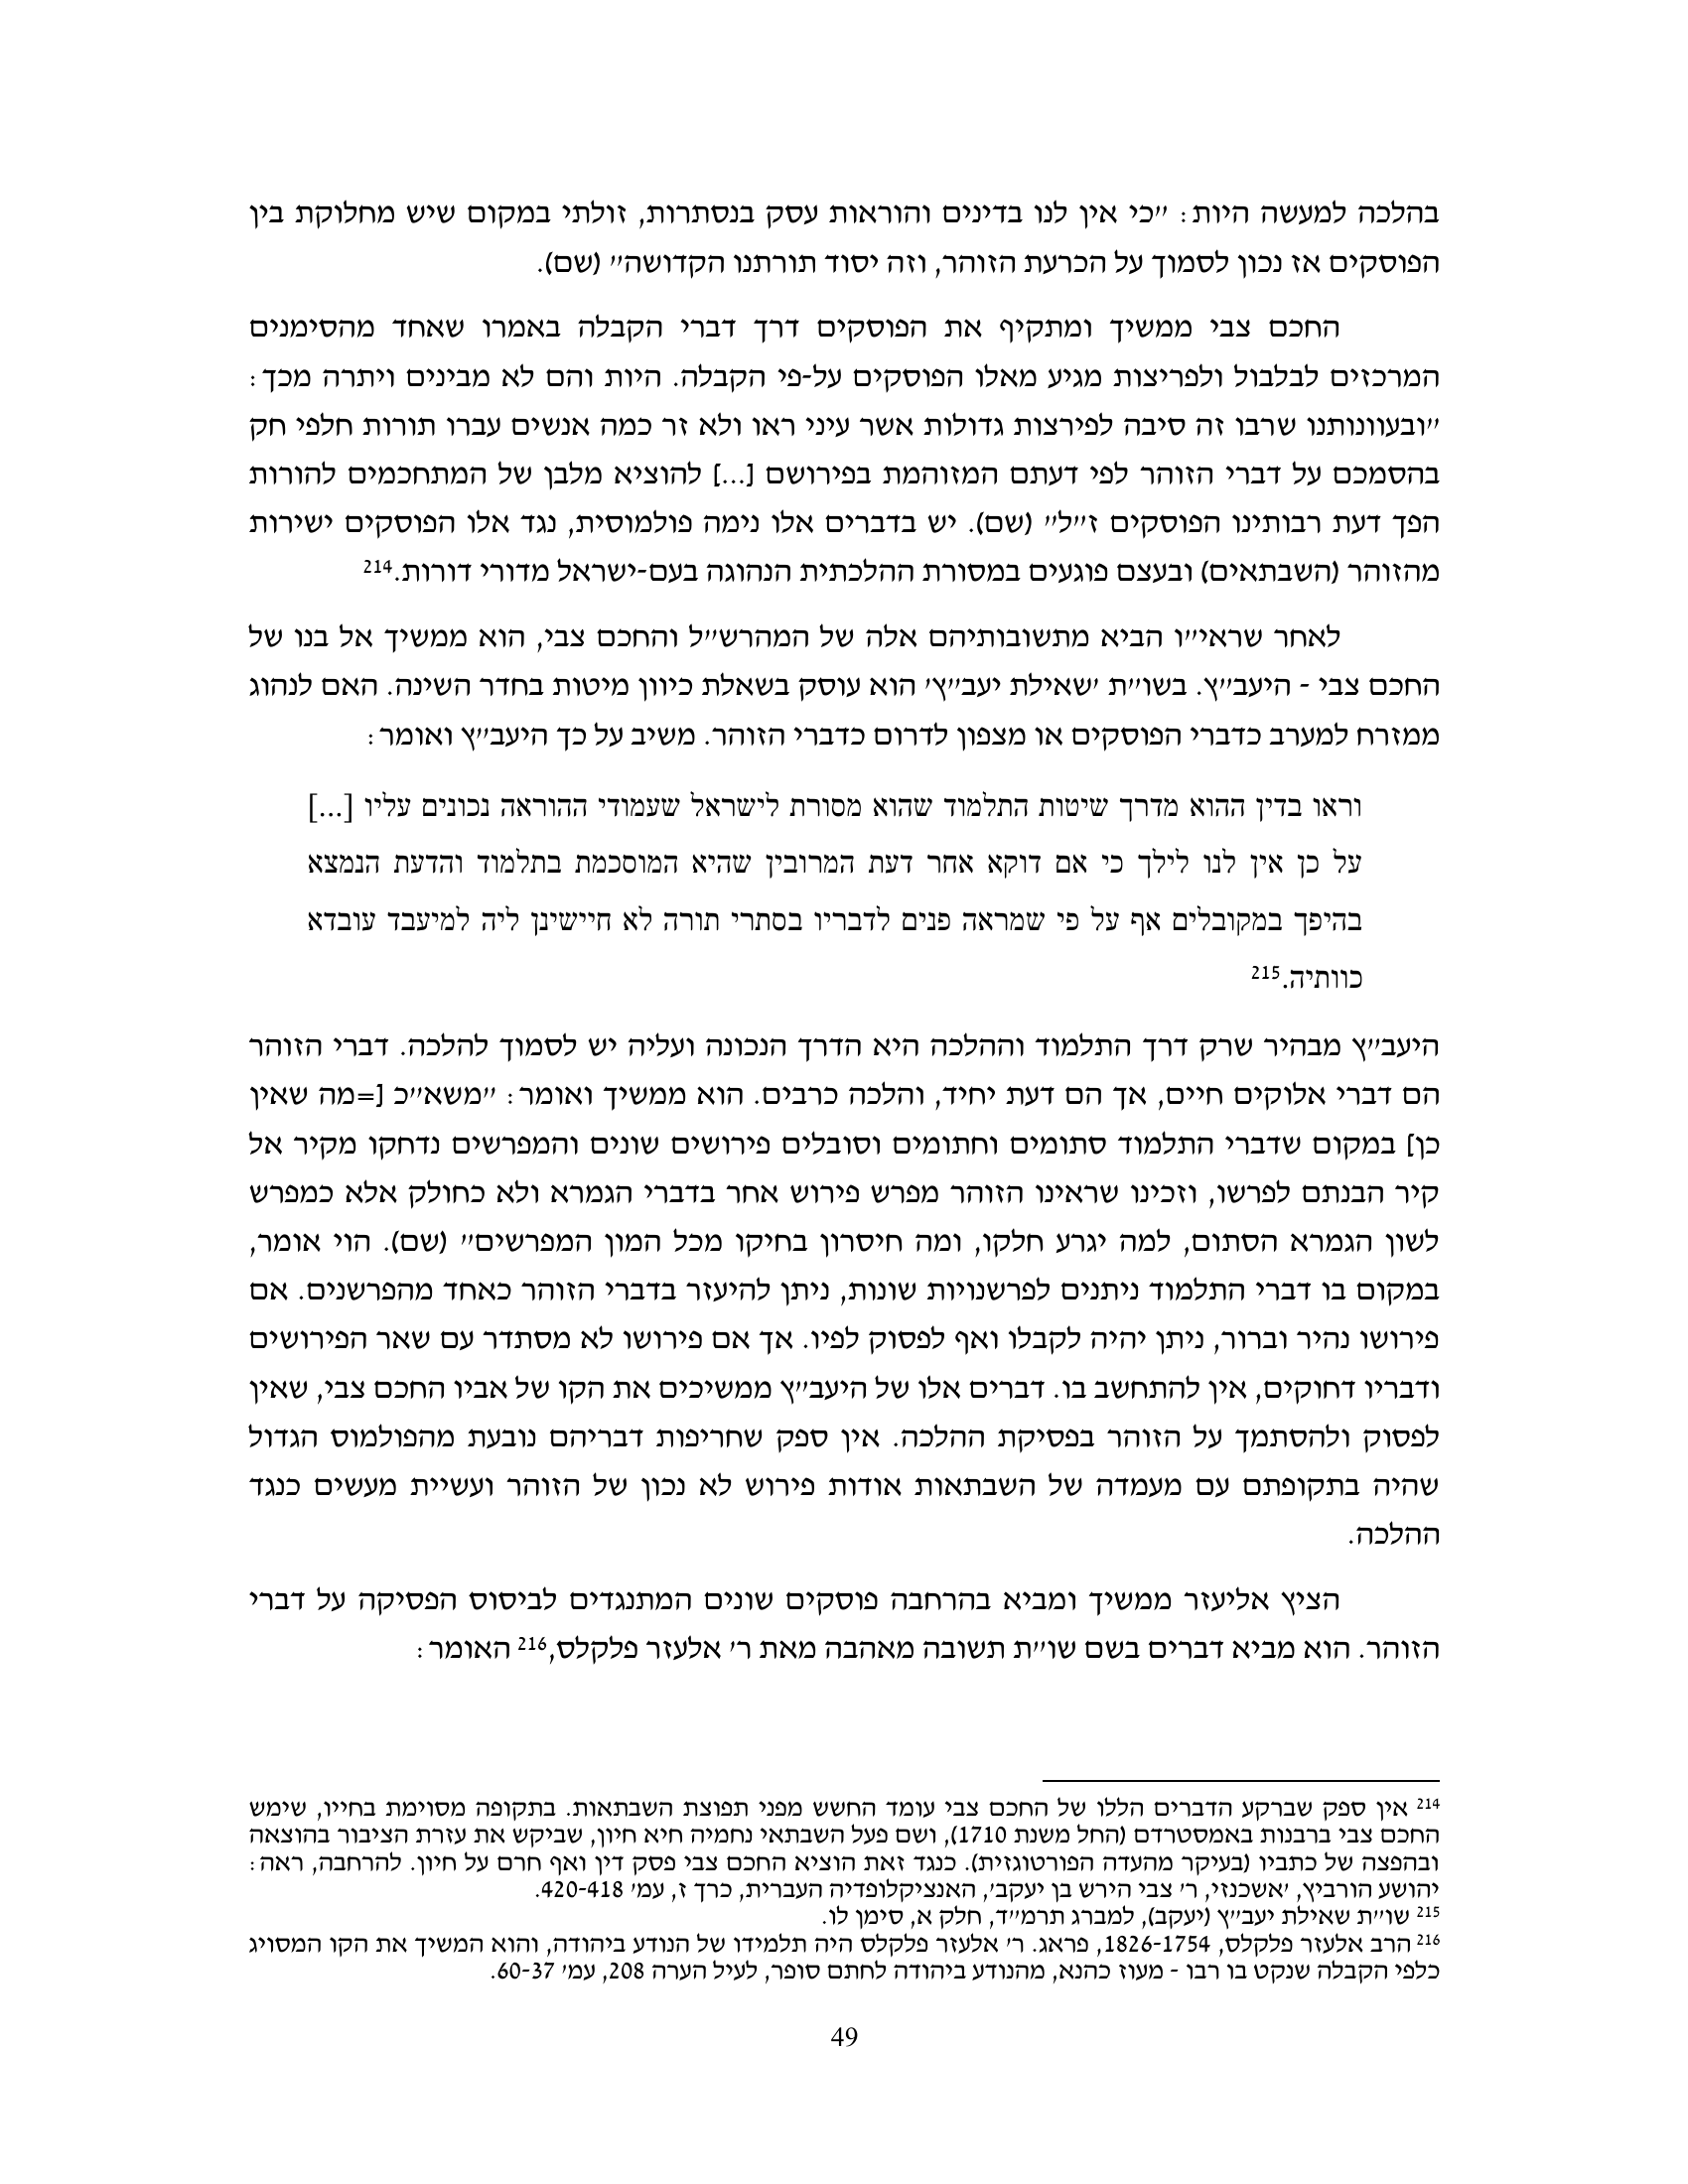 בהלכה למעשה היות: "כי אין לנו בדינים והוראות עסק בנסתרות, זולתי במקום שיש מחלוקת בין
הפוסקים אז נכון לסמוך על הכרעת הזוהר, וזה יסוד תורתנו הקדושה" (שם).
החכם צבי ממשיך ומתקיף את הפוסקים דרך דברי הקבלה באמרו שאחד מהסימנים
המרכזים לבלבול ולפריצות מגיע מאלו הפוסקים על-פי הקבלה. היות והם לא מבינים ויתרה מכך:
"ובעוונותנו שרבו זה סיבה לפירצות גדולות אשר עיני ראו ולא זר כמה אנשים עברו תורות חלפי חק
בהסמכם על דברי הזוהר לפי דעתם המזוהמת בפירושם [...] להוציא מלבן של המתחכמים להורות
הפך דעת רבותינו הפוסקים ז"ל" (שם). יש בדברים אלו נימה פולמוסית, נגד אלו הפוסקים ישירות
מהזוהר (השבתאים) ובעצם פוגעים במסורת ההלכתית הנהוגה בעם-ישראל מדורי דורות.214
לאחר שראי"ו הביא מתשובותיהם אלה של המהרש"ל והחכם צבי, הוא ממשיך אל בנו של
החכם צבי - היעב"ץ. בשו"ת 'שאילת יעב"ץ' הוא עוסק בשאלת כיוון מיטות בחדר השינה. האם לנהוג
ממזרח למערב כדברי הפוסקים או מצפון לדרום כדברי הזוהר. משיב על כך היעב"ץ ואומר:
וראו בדין ההוא מדרך שיטות התלמוד שהוא מסורת לישראל שעמודי ההוראה נכונים עליו [...]
על כן אין לנו לילך כי אם דוקא אחר דעת המרובין שהיא המוסכמת בתלמוד והדעת הנמצא
בהיפך במקובלים אף על פי שמראה פנים לדבריו בסתרי תורה לא חיישינן ליה למיעבד עובדא
כוותיה.215
היעב"ץ מבהיר שרק דרך התלמוד וההלכה היא הדרך הנכונה ועליה יש לסמוך להלכה. דברי הזוהר
הם דברי אלוקים חיים, אך הם דעת יחיד, והלכה כרבים. הוא ממשיך ואומר: "משא"כ [=מה שאין
כן] במקום שדברי התלמוד סתומים וחתומים וסובלים פירושים שונים והמפרשים נדחקו מקיר אל
קיר הבנתם לפרשו, וזכינו שראינו הזוהר מפרש פירוש אחר בדברי הגמרא ולא כחולק אלא כמפרש
לשון הגמרא הסתום, למה יגרע חלקו, ומה חיסרון בחיקו מכל המון המפרשים" (שם). הוי אומר,
במקום בו דברי התלמוד ניתנים לפרשנויות שונות, ניתן להיעזר בדברי הזוהר כאחד מהפרשנים. אם
פירושו נהיר וברור, ניתן יהיה לקבלו ואף לפסוק לפיו. אך אם פירושו לא מסתדר עם שאר הפירושים
ודבריו דחוקים, אין להתחשב בו. דברים אלו של היעב"ץ ממשיכים את הקו של אביו החכם צבי, שאין
לפסוק ולהסתמך על הזוהר בפסיקת ההלכה. אין ספק שחריפות דבריהם נובעת מהפולמוס הגדול
שהיה בתקופתם עם מעמדה של השבתאות אודות פירוש לא נכון של הזוהר ועשיית מעשים כנגד
ההלכה.
הציץ אליעזר ממשיך ומביא בהרחבה פוסקים שונים המתנגדים לביסוס הפסיקה על דברי
הזוהר. הוא מביא דברים בשם שו"ת תשובה מאהבה מאת ר' אלעזר פלקלס,216 האומר:
214 אין ספק שברקע הדברים הללו של החכם צבי עומד החשש מפני תפוצת השבתאות. בתקופה מסוימת בחייו, שימש
החכם צבי ברבנות באמסטרדם (החל משנת 1710), ושם פעל השבתאי נחמיה חיא חיון, שביקש את עזרת הציבור בהוצאה
ובהפצה של כתביו (בעיקר מהעדה הפורטוגזית). כנגד זאת הוציא החכם צבי פסק דין ואף חרם על חיון. להרחבה, ראה:
יהושע הורביץ, 'אשכנזי, ר' צבי הירש בן יעקב', האנציקלופדיה העברית, כרך ז, עמ' 420-418.
215 שו"ת שאילת יעב"ץ (יעקב), למברג תרמ"ד, חלק א, סימן לו.
216 הרב אלעזר פלקלס, 1826-1754, פראג. ר' אלעזר פלקלס היה תלמידו של הנודע ביהודה, והוא המשיך את הקו המסויג
כלפי הקבלה שנקט בו רבו - מעוז כהנא, מהנודע ביהודה לחתם סופר, לעיל הערה 208, עמ' 60-37.
49